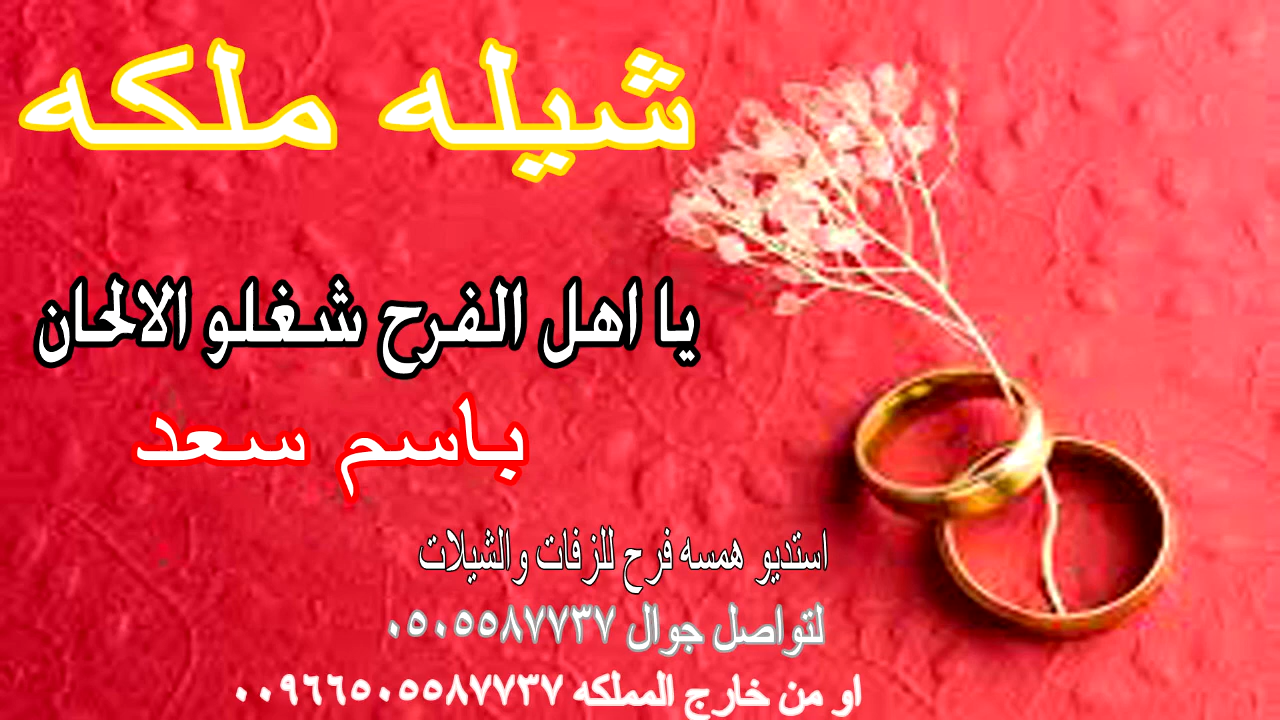 شيله ملكه
يا اهل الفرح شغلو الالحان
باسم سعد
استديو همسه فرح للزفات والشيلات
لتواصل جوال ٠٥٠٥٥٨٧٧٣٧
او من خارج المملكه ٠٠٩٦٦٥٠٥٥٨٧٧٣٧